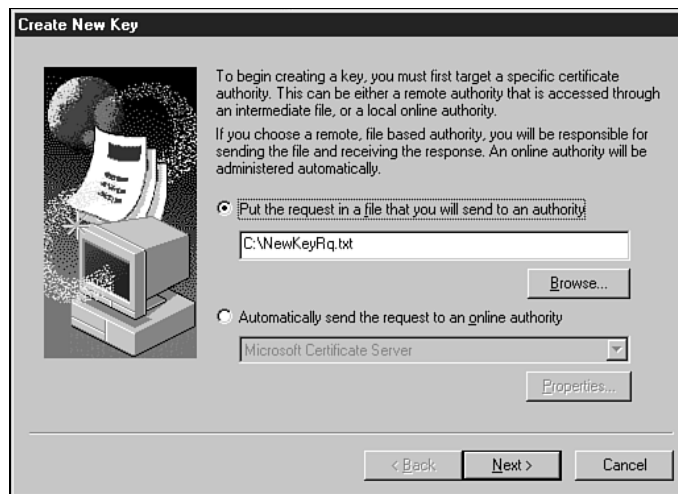 Create New Key
To begin creating a key, you must first target a specific certificate
authority. This can be either a remote authority that is accessed through
an intermediate file, or a local online authority.
If you choose a remote, file based authority, you will be responsible for
sending the file and receiving the response. An online authority will be
administered automatically.
Put the request in a file that you will send to an authority
C:\NewKeyRq.txt
Browse...
Automatically send the request to an online authority
Microsoft Certificate Server
Properties...
< Back
Next >
Cancel